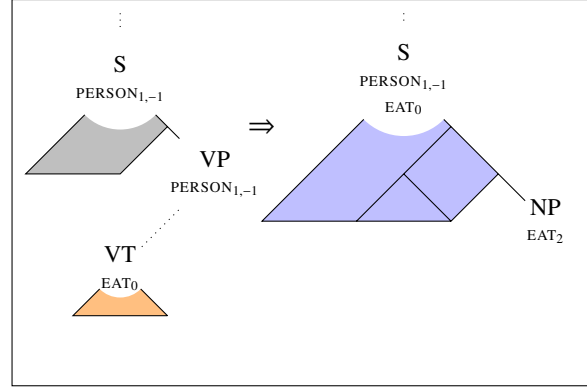 S
PERSON1,−1
VP
PERSON1,−1
VT
EAT0
⇒
S
PERSON1,−1
EAT0
NP
EAT2